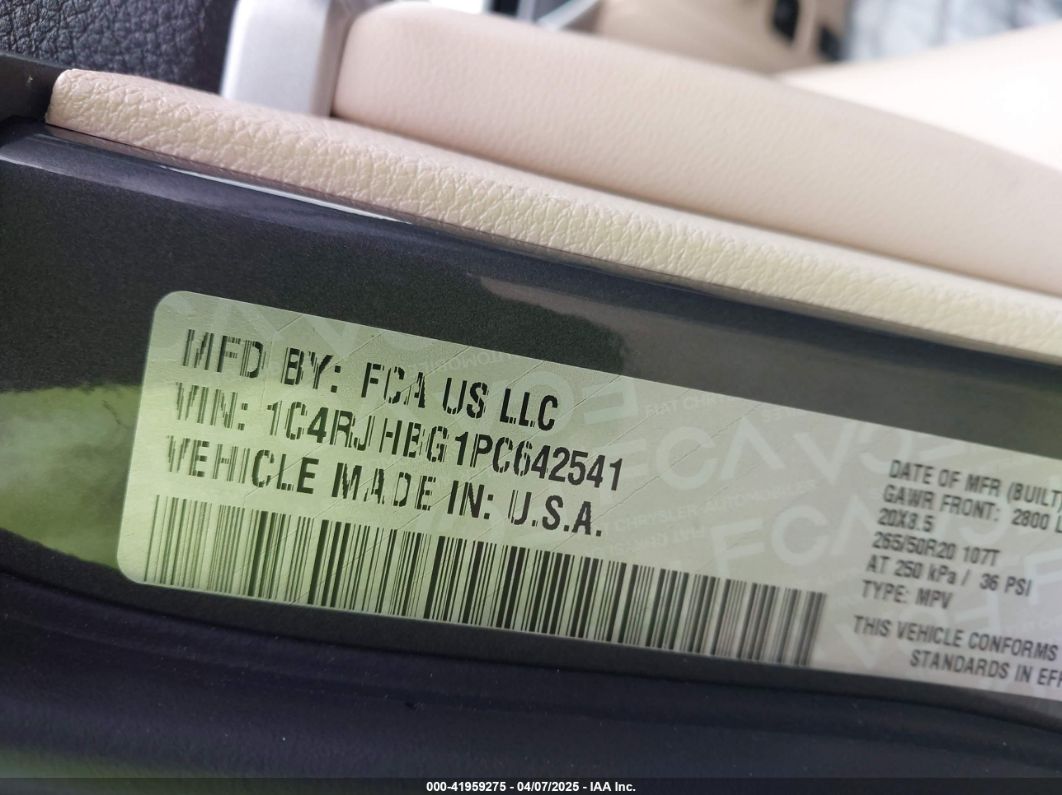 MFD BY: FCA US LLC
VIN: 1C4RJHBG1PC642541
VEHICLE MADE IN: U.S.A.
DATE OF MFR (BUILT)
GAWR FRONT: 2800 L
20X8.5
265/50R20 107T
AT 250 kPa / 36 PSI
TYPE: MPV
THIS VEHICLE CONFORMS
STANDARDS IN EFF
000-41959275 - 04/07/2025 - IAA Inc.